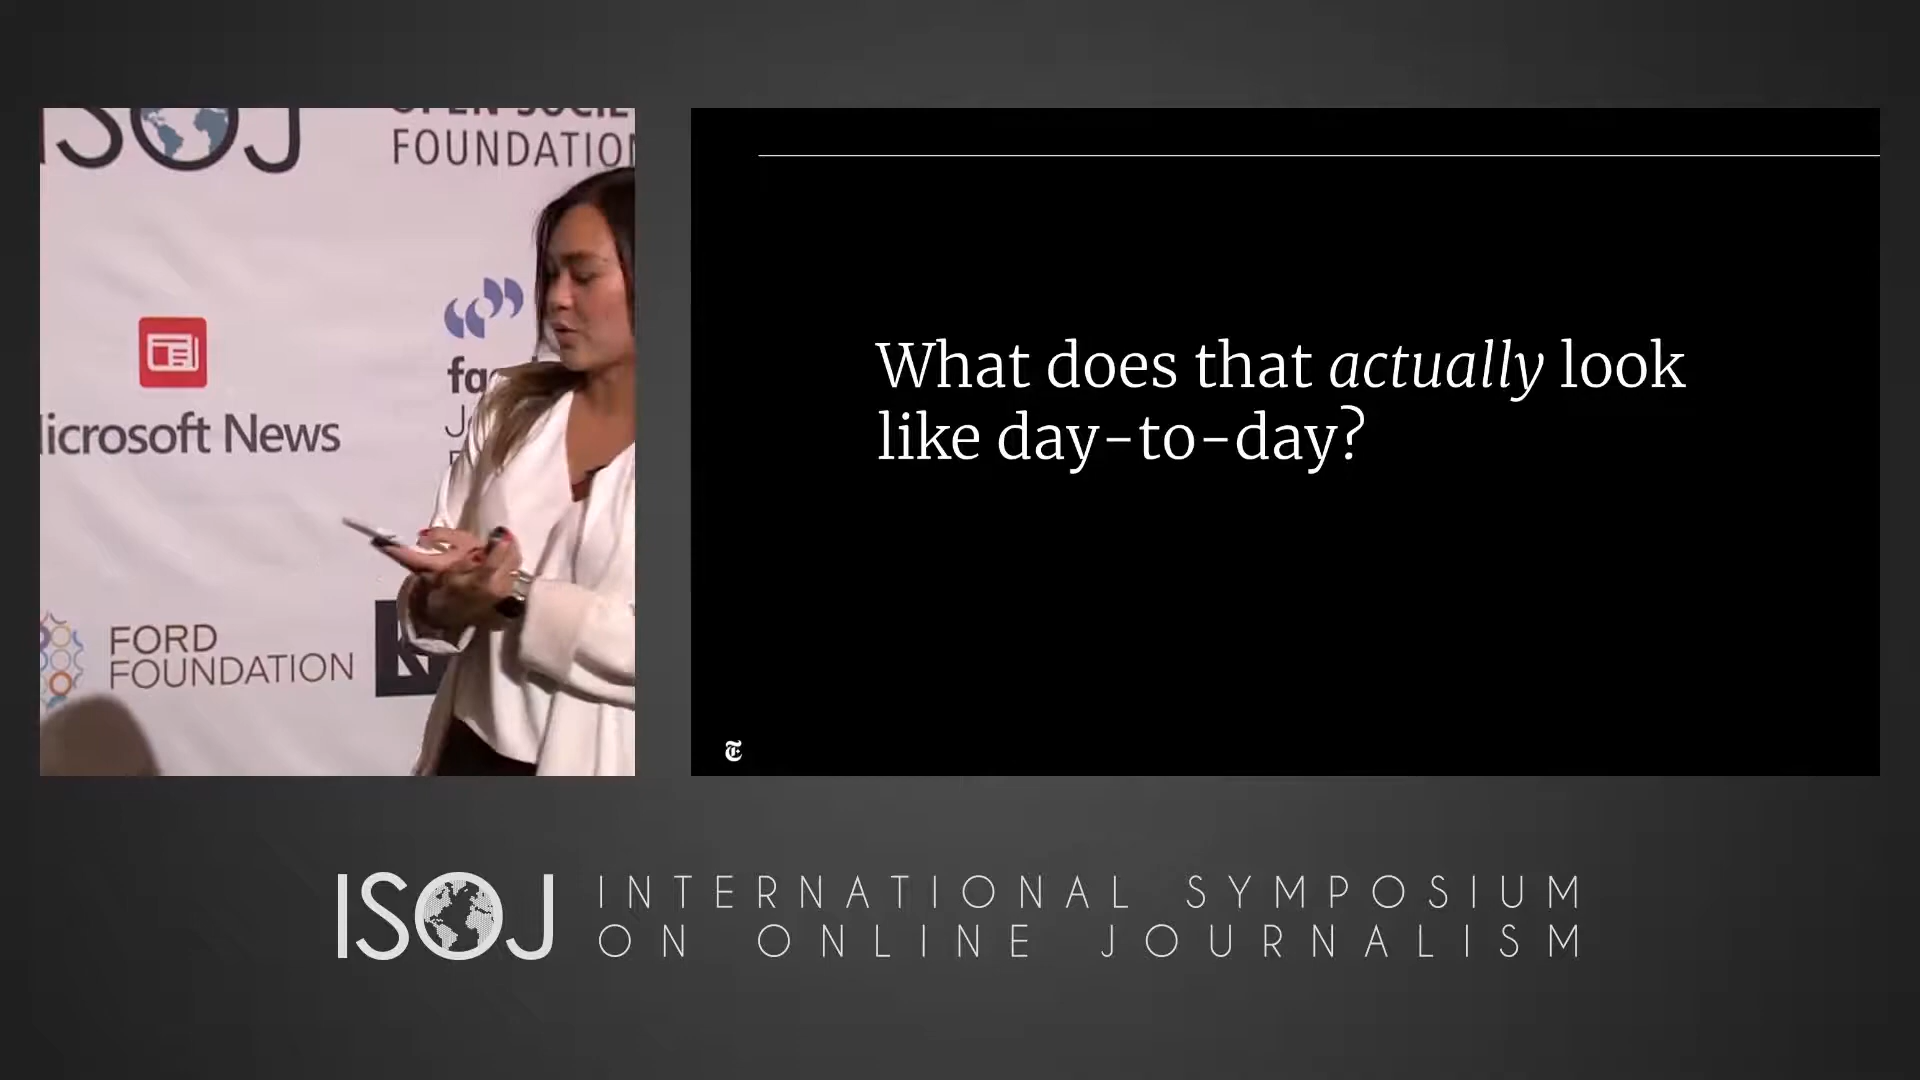 ISOJ
FOUNDATION
Microsoft News
FORD
FOUNDATION
What does that actually look
like day-to-day?
ISOJ
INTERNATIONAL SYMPOSIUM
ON ONLINE JOURNALISM